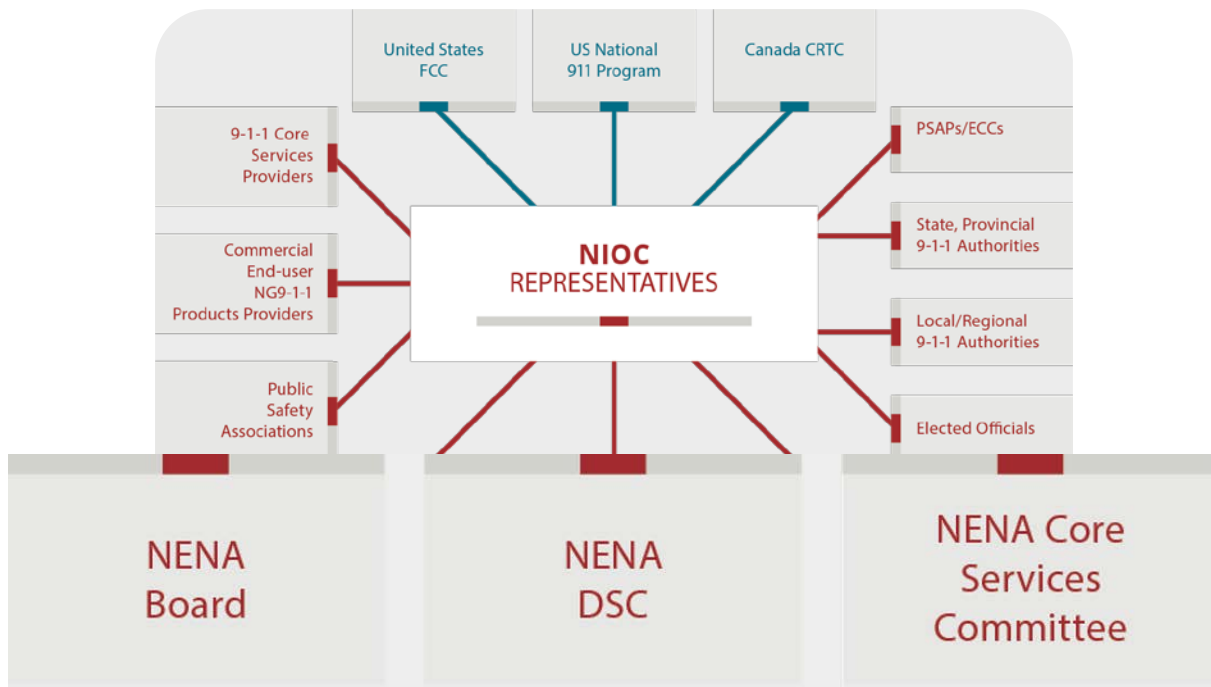 United States
FCC
US National
911 Program
Canada CRTC
9-1-1 Core
Services
Providers
Commercial
End-user
NG9-1-1
Products Providers
Public
Safety
Associations
NIOC
REPRESENTATIVES
PSAPs/ECCs
State, Provincial
9-1-1 Authorities
Local/Regional
9-1-1 Authorities
Elected Officials
NENA
Board
NENA
DSC
NENA Core
Services
Committee